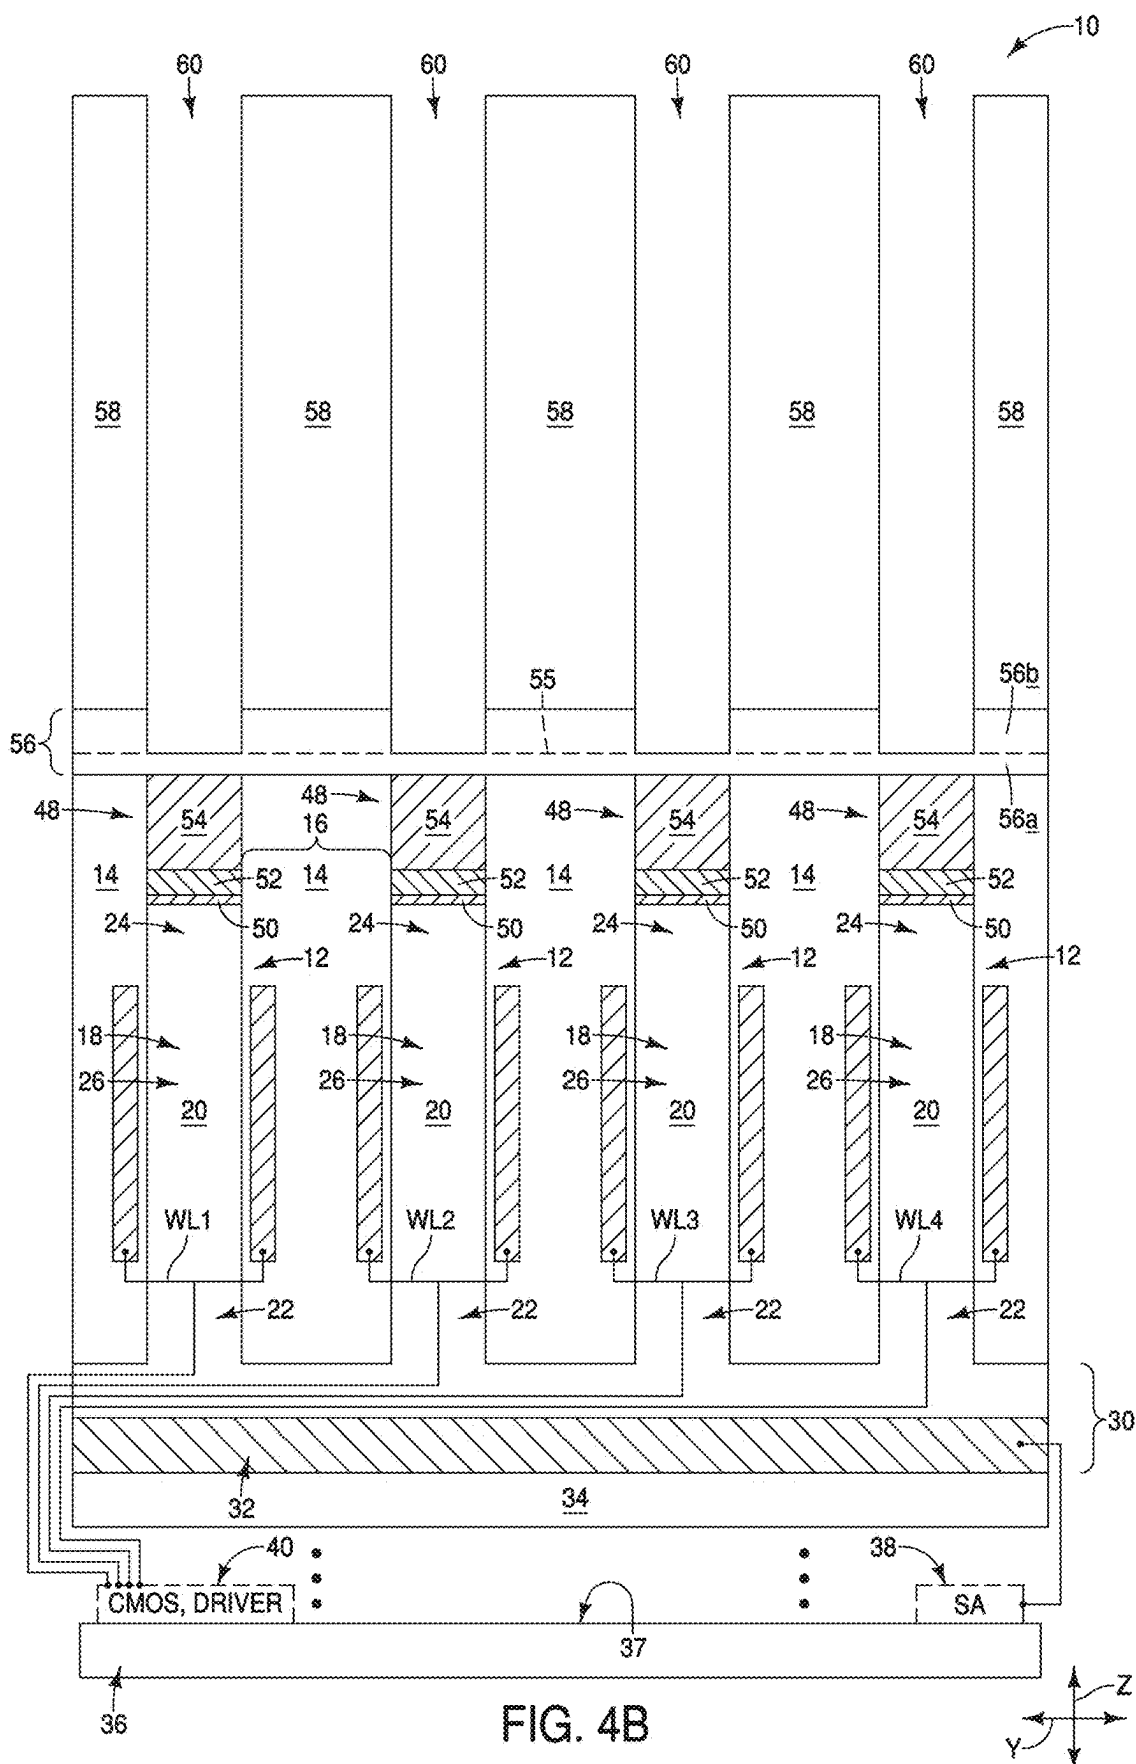 10
60 60 60 60
58 58 58 58 58
55 56b
56
48 54 48 54 48 54 48 54 56a
16
14 52 14 52 14 52 14 52
24 50 24 50 24 50 24 50
12 12 12 12
18 18 18 18
26 26 26 26
20 20 20 20
WL1 WL2 WL3 WL4
22 22 22 22
30
32 34
40 38
CMOS, DRIVER SA
37
36
FIG. 4B
Z
Y